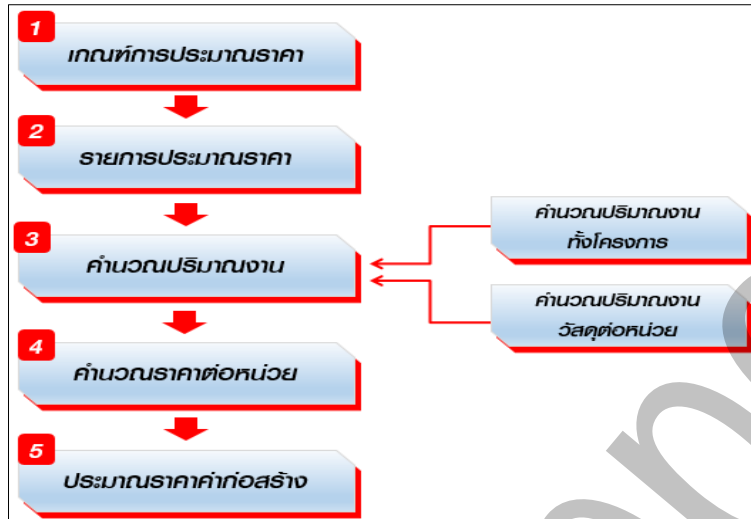 1
เกณฑ์การประมาณราคา
2
รายการประมาณราคา
3
คำนวณปริมาณงาน
คำนวณปริมาณงาน
ทั้งโครงการ
คำนวณปริมาณงาน
วัสดุต่อหน่วย
4
คำนวณราคาต่อหน่วย
5
ประมาณราคาค่าก่อสร้าง